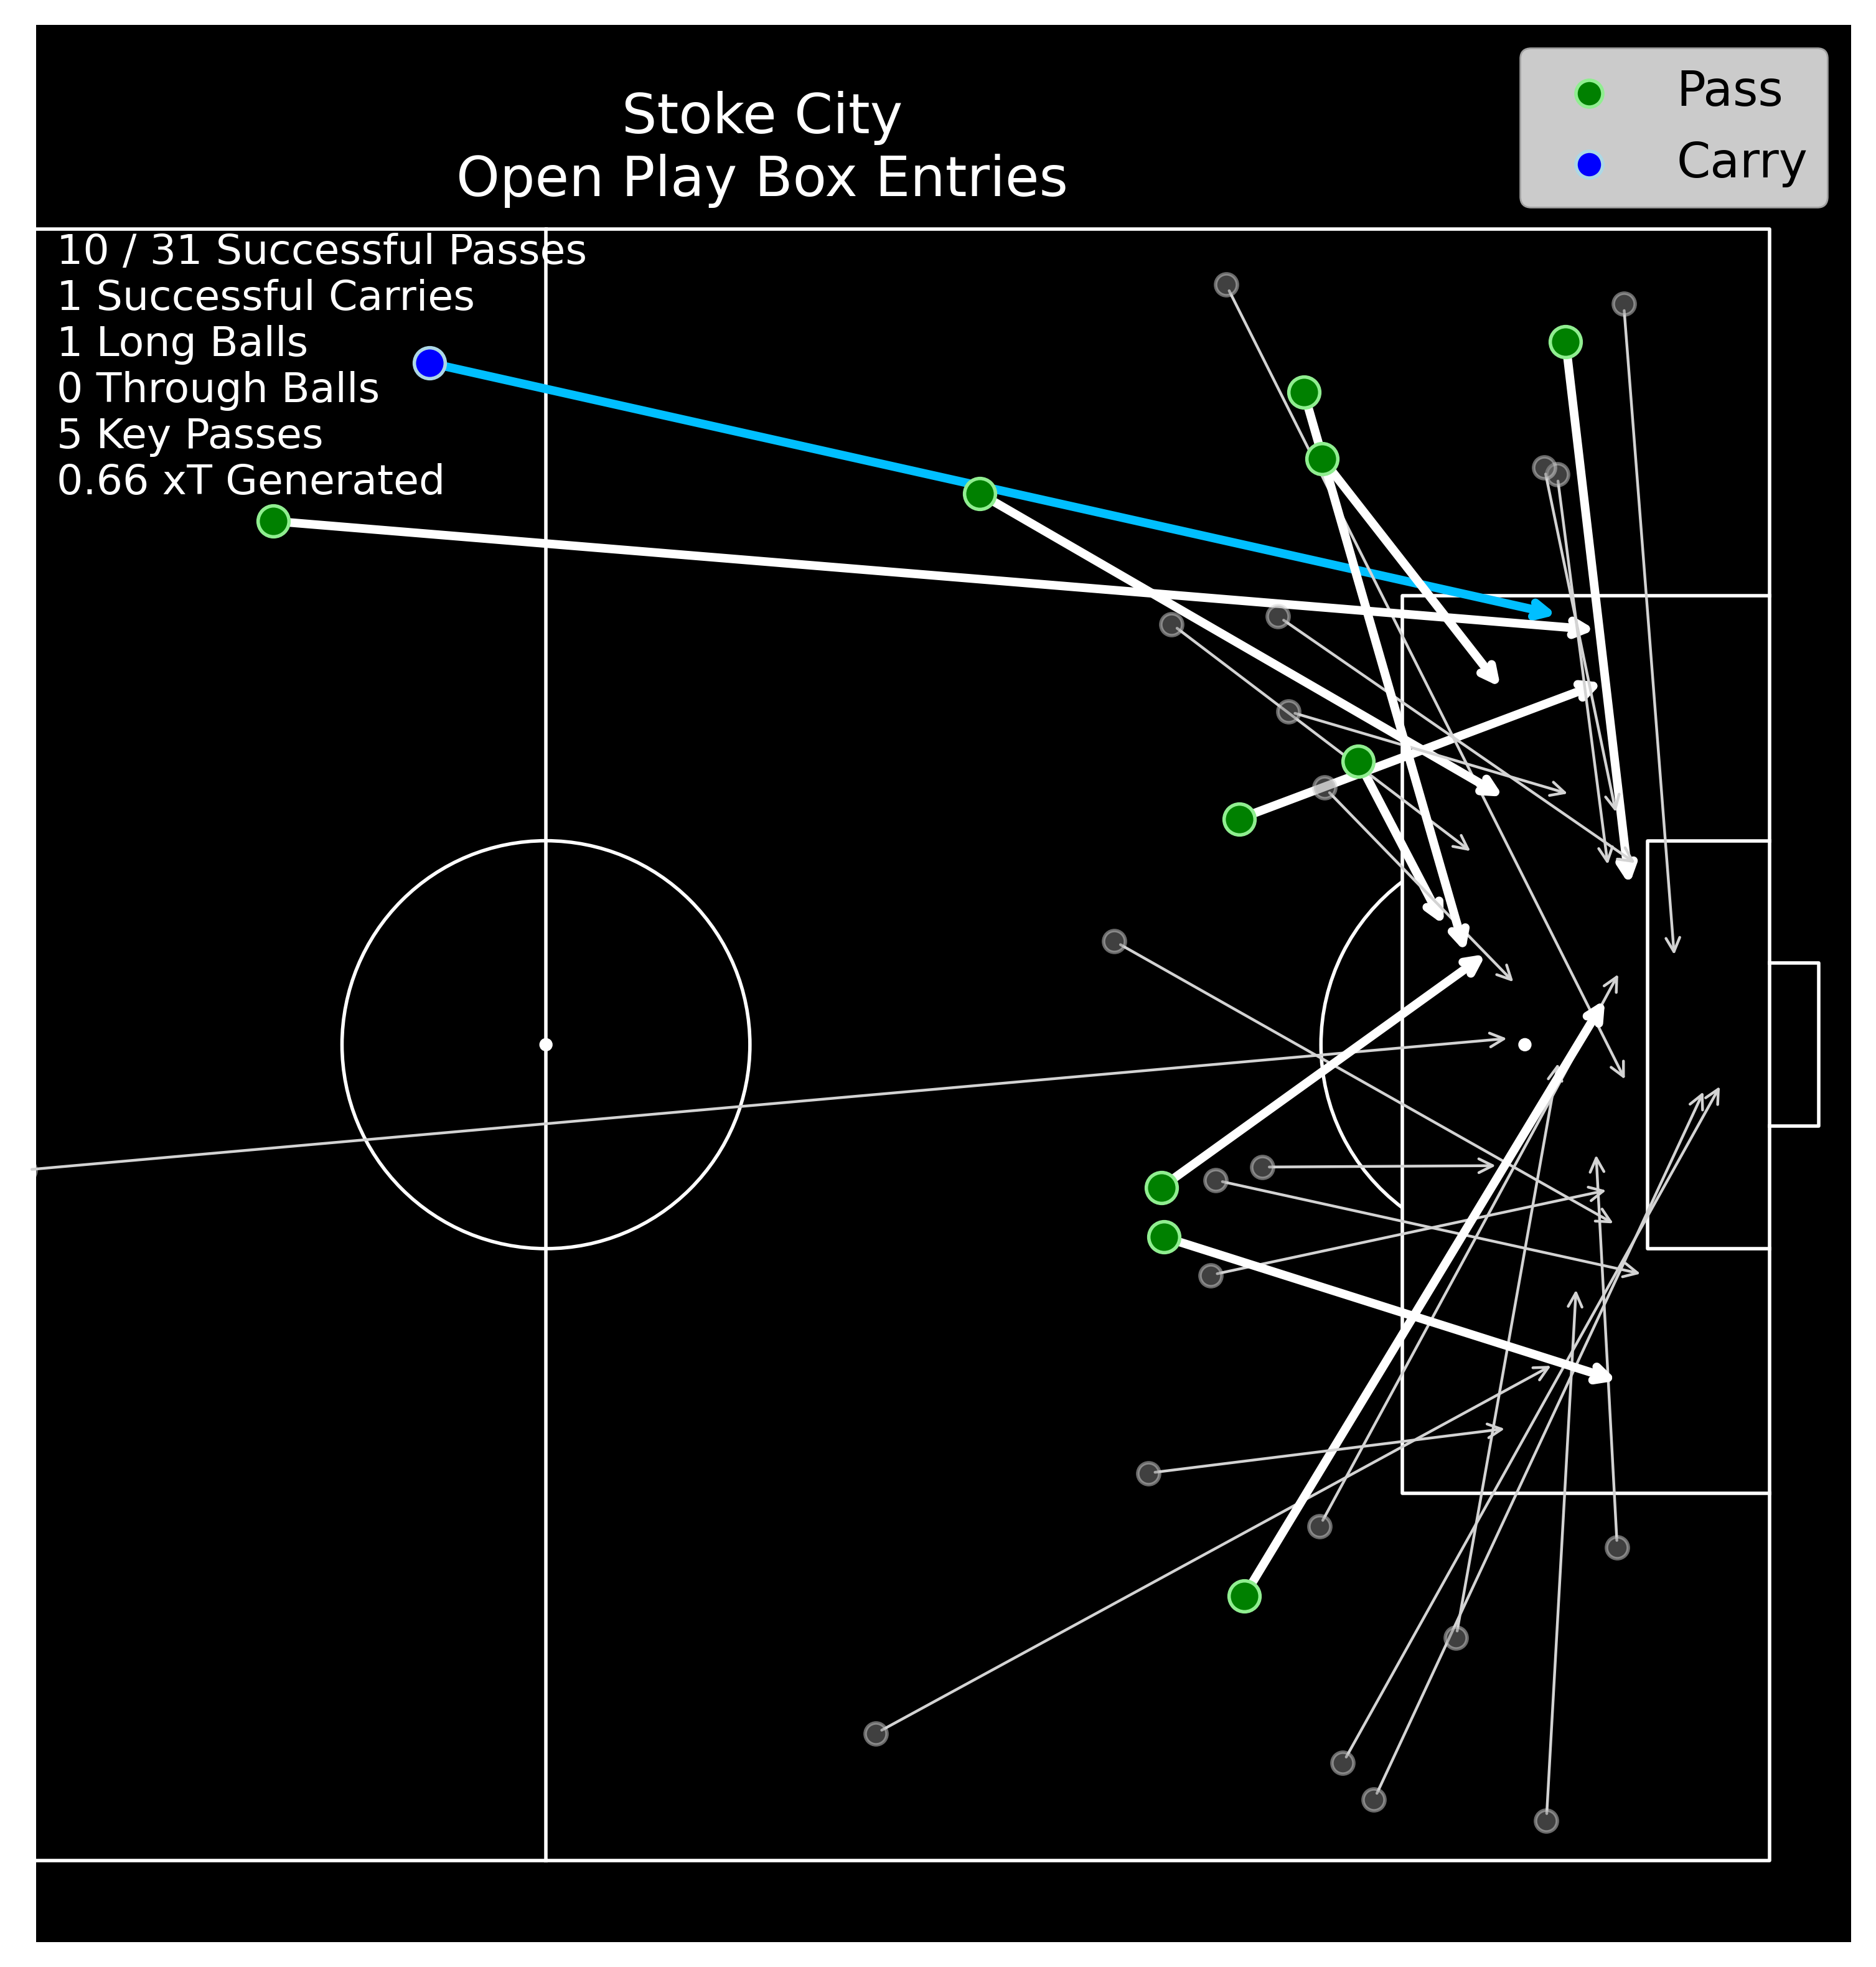 Stoke City
Open Play Box Entries
Pass
Carry
10 / 31 Successful Passes
1 Successful Carries
1 Long Balls
0 Through Balls
5 Key Passes
0.66 xT Generated